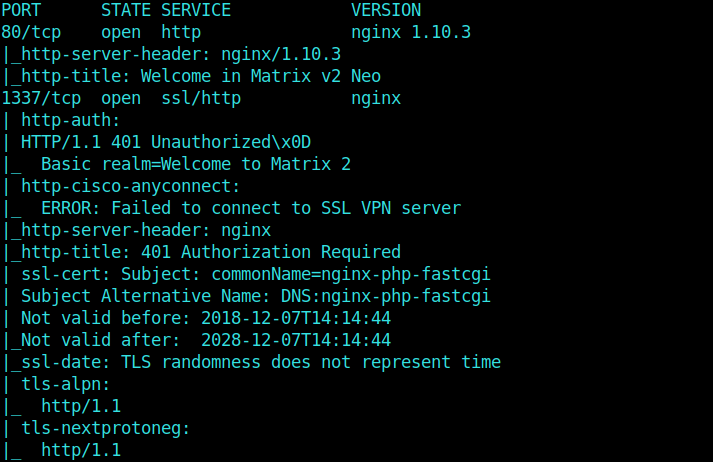 PORT      STATE SERVICE            VERSION
80/tcp    open  http               nginx 1.10.3
|_http-server-header: nginx/1.10.3
|_http-title: Welcome in Matrix v2 Neo
1337/tcp  open  ssl/http           nginx
| http-auth:
| HTTP/1.1 401 Unauthorized\x0D
|_  Basic realm=Welcome to Matrix 2
| http-cisco-anyconnect:
|_  ERROR: Failed to connect to SSL VPN server
|_http-server-header: nginx
|_http-title: 401 Authorization Required
| ssl-cert: Subject: commonName=nginx-php-fastcgi
| Subject Alternative Name: DNS:nginx-php-fastcgi
| Not valid before: 2018-12-07T14:14:44
|_Not valid after:  2028-12-07T14:14:44
|_ssl-date: TLS randomness does not represent time
| tls-alpn:
|_  http/1.1
| tls-nextprotoneg:
|_  http/1.1